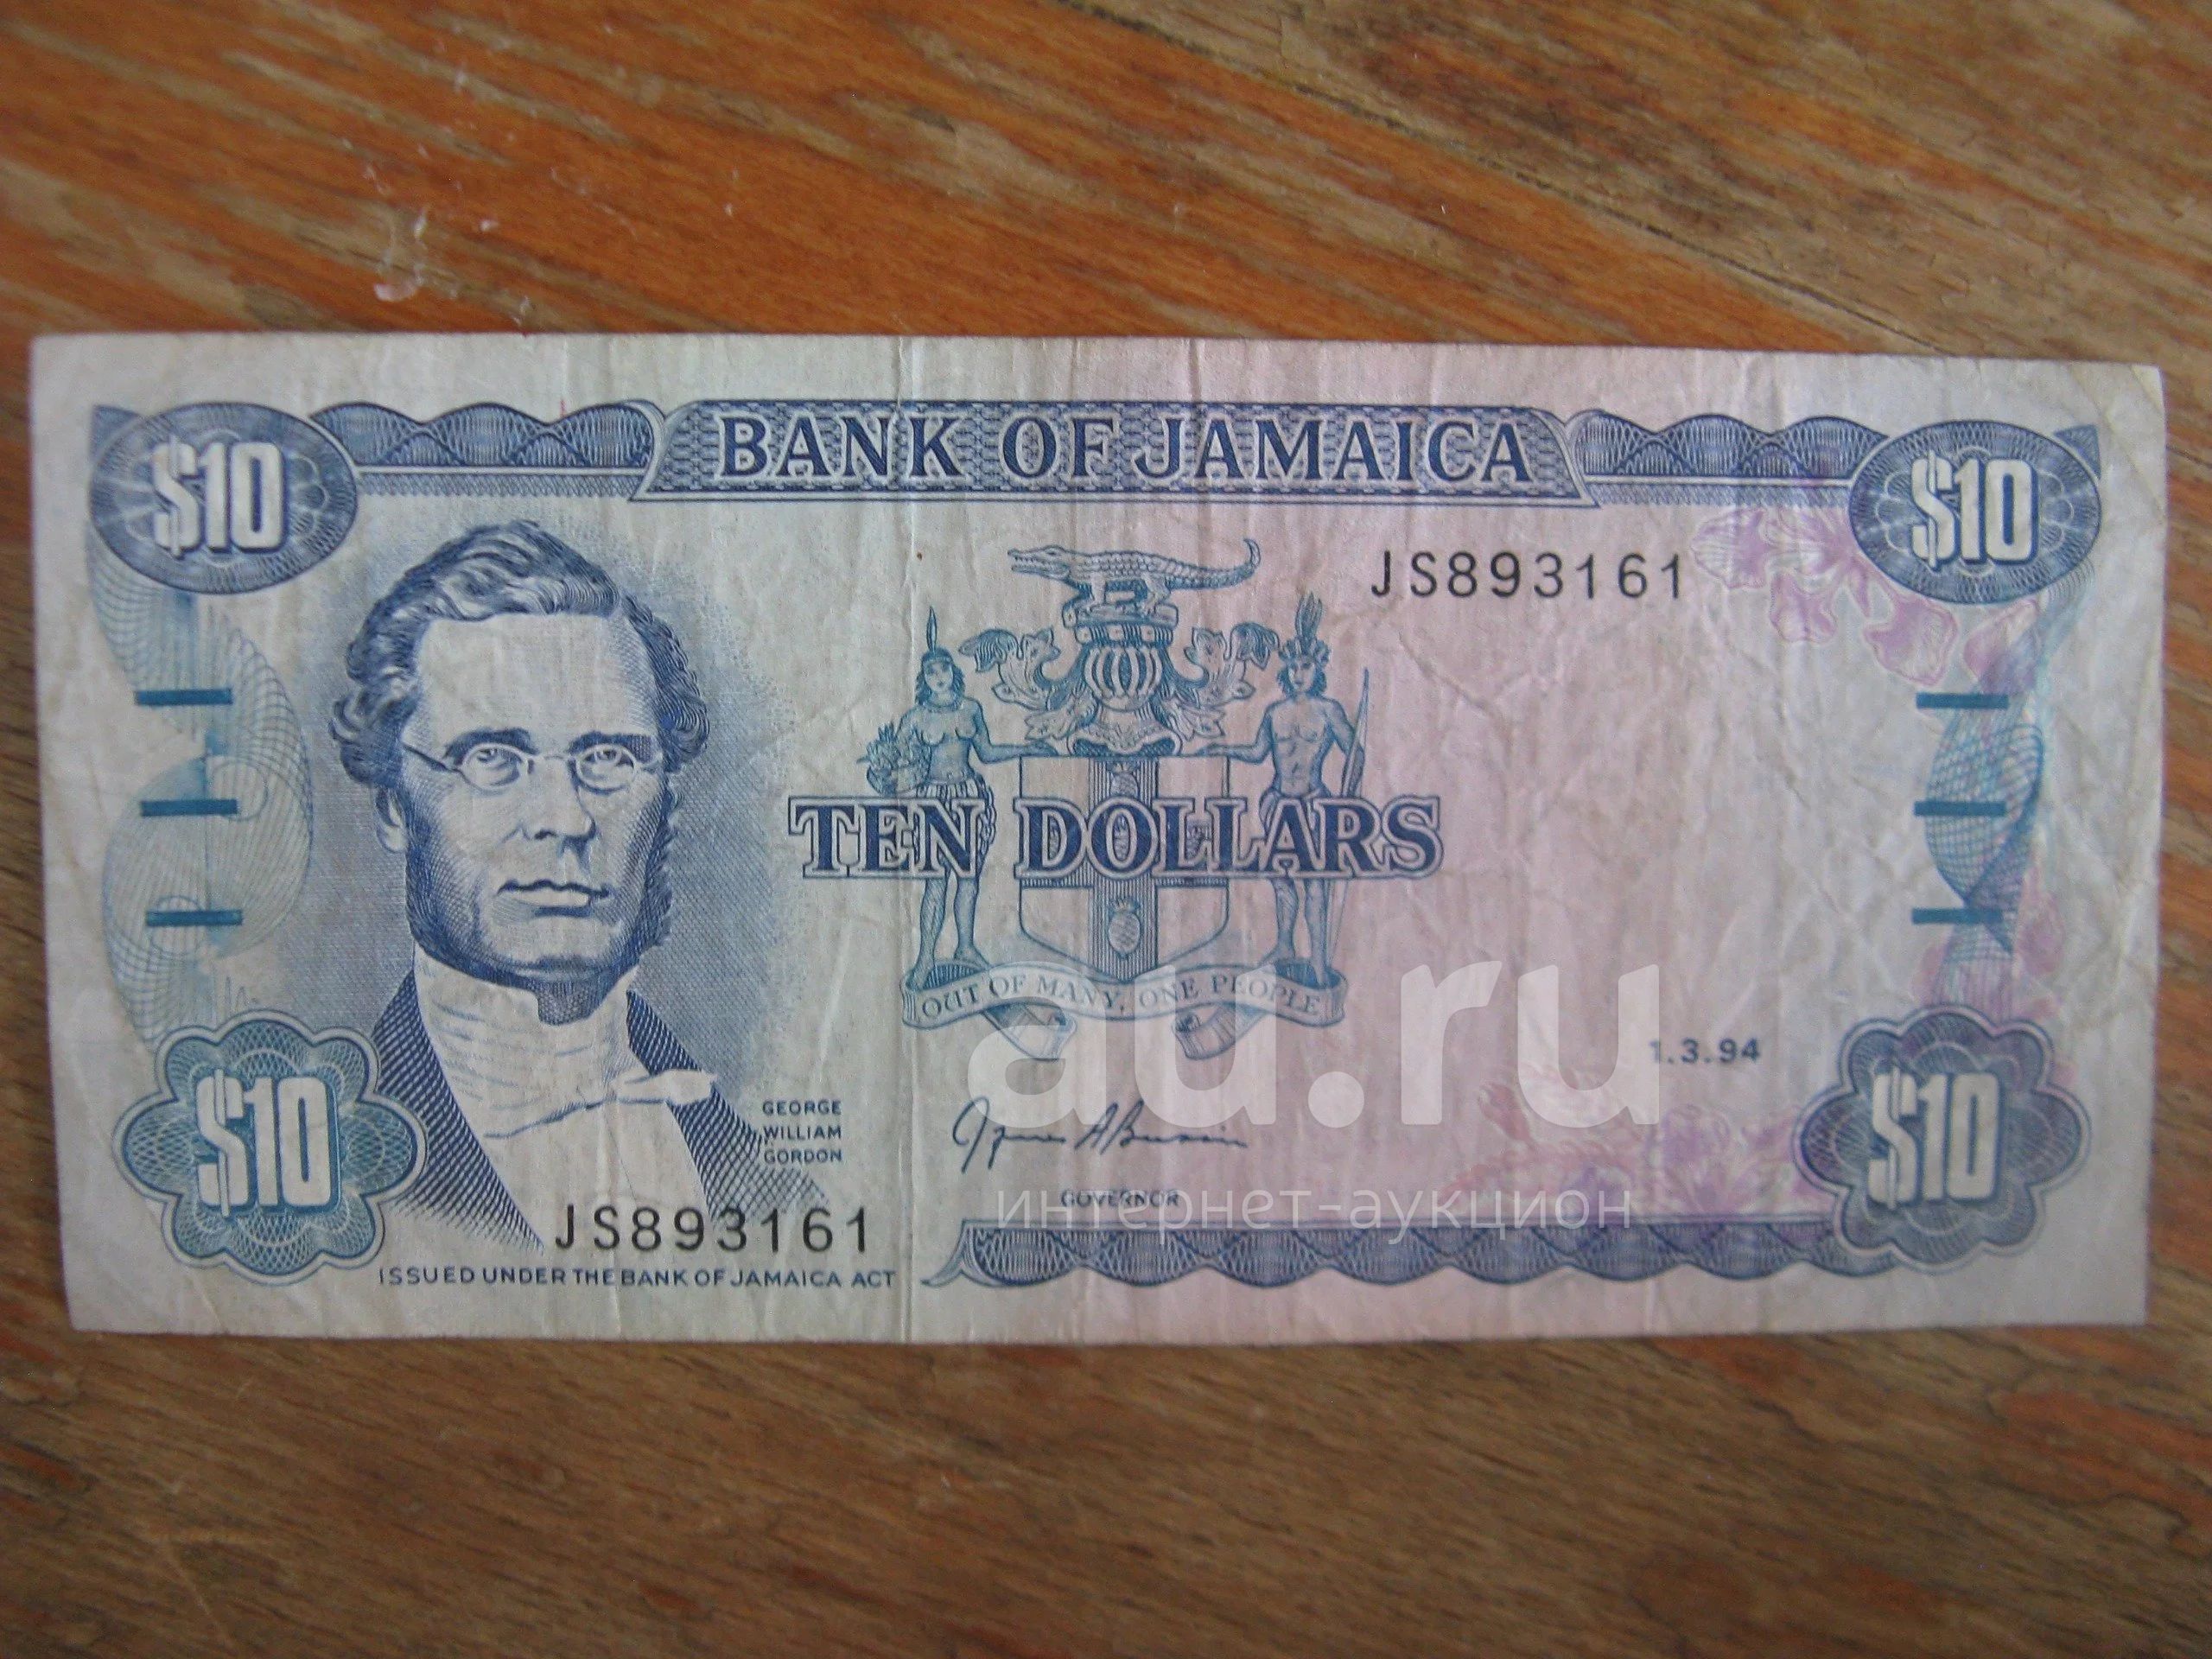 BANK OF JAMAICA
$10
$10
JS893161
TEN DOLLARS
OUT OF MANY, ONE PEOPLE
au.ru
1.3.94
GEORGE
WILLIAM
GORDON
GOVERNOR
интернет-аукцион
$10
$10
JS893161
ISSUED UNDER THE BANK OF JAMAICA ACT